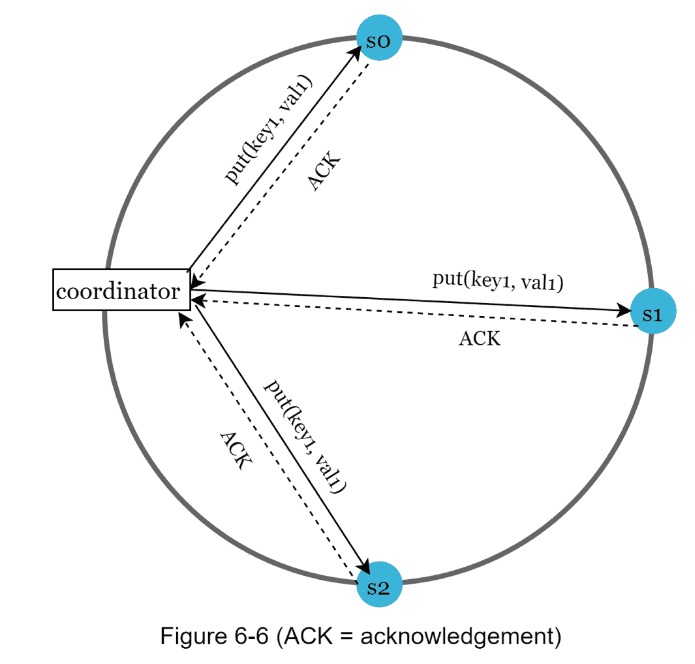 s0
put(key1, val1)
ACK
put(key1, val1)
coordinator
s1
ACK
put(key1, val1)
ACK
s2
Figure 6-6 (ACK = acknowledgement)